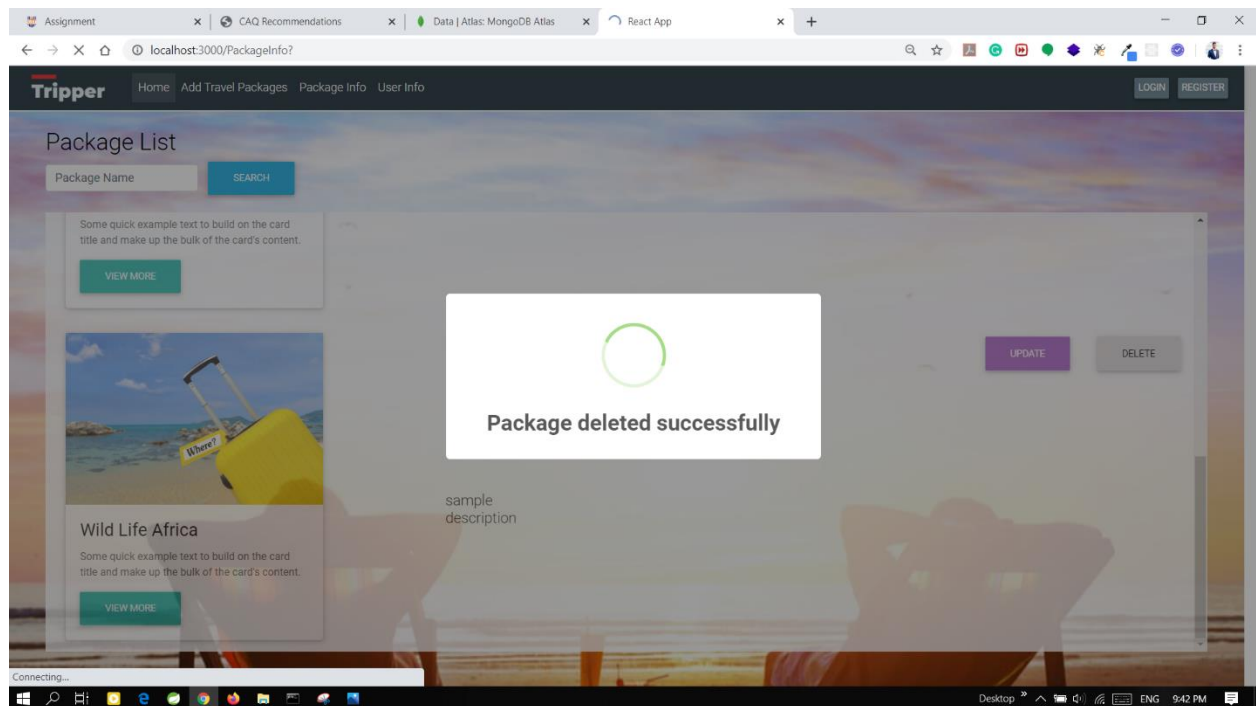 Assignment
CAQ Recommendations
Data | Atlas: MongoDB Atlas
React App
localhost:3000/PackageInfo?
Tripper
Home Add Travel Packages Package Info User Info
LOGIN REGISTER
Package List
Package Name
SEARCH
Some quick example text to build on the card
title and make up the bulk of the card's content.
VIEW MORE
UPDATE
DELETE
Package deleted successfully
sample
description
Where?
Wild Life Africa
Some quick example text to build on the card
title and make up the bulk of the card's content.
VIEW MORE
Connecting...
Desktop
ENG 9:42 PM